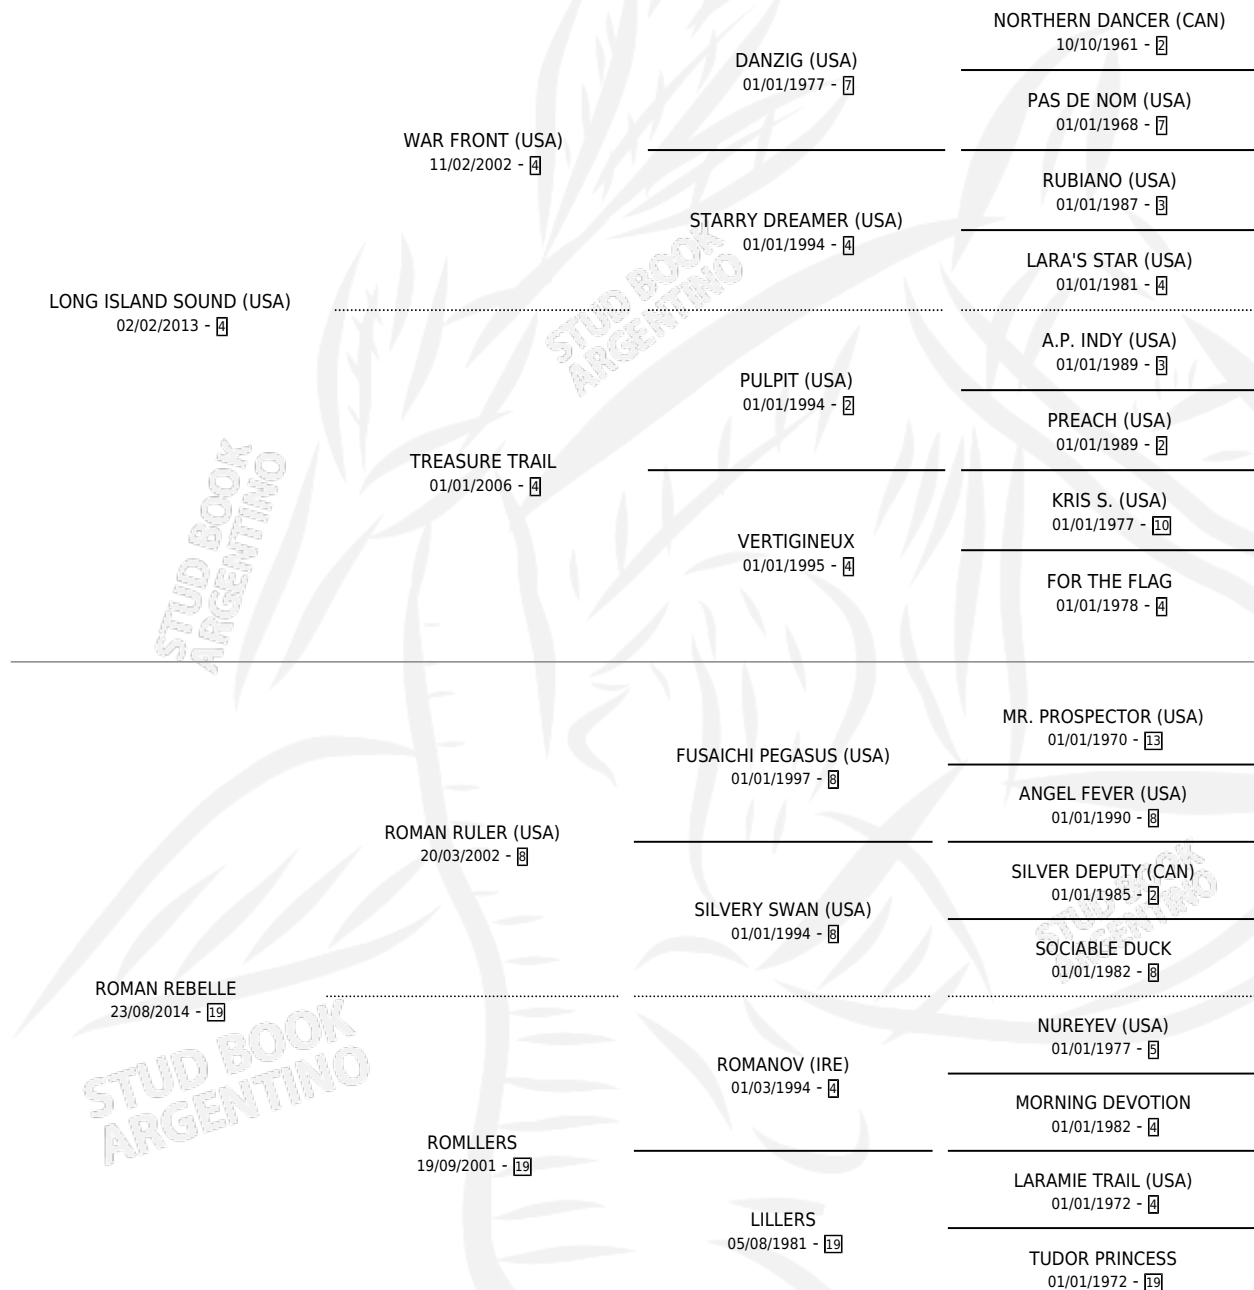 NORTHERN DANCER (CAN)
10/10/1961 - 2
DANZIG (USA)
01/01/1977 - 7
PAS DE NOM (USA)
01/01/1968 - 7
WAR FRONT (USA)
11/02/2002 - 4
RUBIANO (USA)
01/01/1987 - 3
STARRY DREAMER (USA)
01/01/1994 - 4
LARA'S STAR (USA)
01/01/1981 - 4
LONG ISLAND SOUND (USA)
02/02/2013 - 4
STUD BOOK
ARGENTINO
A.P. INDY (USA)
01/01/1989 - 3
PULPIT (USA)
01/01/1994 - 2
PREACH (USA)
01/01/1989 - 2
TREASURE TRAIL
01/01/2006 - 4
KRIS S. (USA)
01/01/1977 - 10
VERTIGINEUX
01/01/1995 - 4
FOR THE FLAG
01/01/1978 - 4
STUD BOOK
ARGENTINO
MR. PROSPECTOR (USA)
01/01/1970 - 13
FUSAICHI PEGASUS (USA)
01/01/1997 - 8
ANGEL FEVER (USA)
01/01/1990 - 8
ROMAN RULER (USA)
20/03/2002 - 8
SILVER DEPUTY (CAN)
01/01/1985 - 2
STUD BOOK
ARGENTINO
SILVERY SWAN (USA)
01/01/1994 - 8
SOCIABLE DUCK
01/01/1982 - 8
ROMAN REBELLE
23/08/2014 - 19
STUD BOOK
ARGENTINO
NUREYEV (USA)
01/01/1977 - 5
ROMANOV (IRE)
01/03/1994 - 4
MORNING DEVOTION
01/01/1982 - 4
ROMLLERS
19/09/2001 - 19
LARAMIE TRAIL (USA)
01/01/1972 - 4
LILLERS
05/08/1981 - 19
TUDOR PRINCESS
01/01/1972 - 19